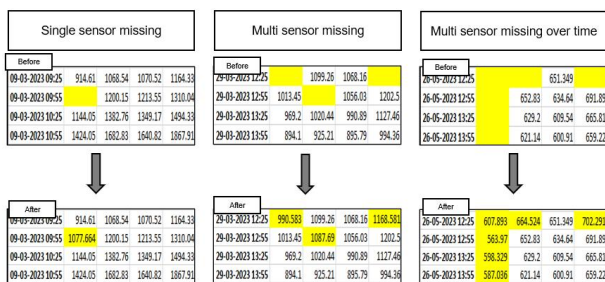 Single sensor missing
Before
09-03-2023 09:25 914.61 1068.54 1070.52 1164.33
09-03-2023 09:55 1200.15 1213.55 1310.04
09-03-2023 10:25 1144.05 1382.76 1349.17 1494.33
09-03-2023 10:55 1424.05 1682.83 1640.82 1867.91
After
09-03-2023 09:25 914.61 1068.54 1070.52 1164.33
09-03-2023 09:55 1077.664 1200.15 1213.55 1310.04
09-03-2023 10:25 1144.05 1382.76 1349.17 1494.33
09-03-2023 10:55 1424.05 1682.83 1640.82 1867.91
Multi sensor missing
Before
29-03-2023 12:25 1099.26 1068.16
29-03-2023 12:55 1013.45 1056.03 1202.5
29-03-2023 13:25 969.2 1020.44 990.89 1127.46
29-03-2023 13:55 894.1 925.21 895.79 994.36
After
29-03-2023 12:25 990.583 1099.26 1068.16 1168.581
29-03-2023 12:55 1013.45 1087.69 1056.03 1202.5
29-03-2023 13:25 969.2 1020.44 990.89 1127.46
29-03-2023 13:55 894.1 925.21 895.79 994.36
Multi sensor missing over time
Before
26-05-2023 12:25 651.349
26-05-2023 12:55 652.83 634.64 691.89
26-05-2023 13:25 629.2 609.54 665.81
26-05-2023 13:55 621.14 600.91 659.22
After
26-05-2023 12:25 607.893 664.524 651.349 702.291
26-05-2023 12:55 563.97 652.83 634.64 691.89
26-05-2023 13:25 598.329 629.2 609.54 665.81
26-05-2023 13:55 587.036 621.14 600.91 659.22